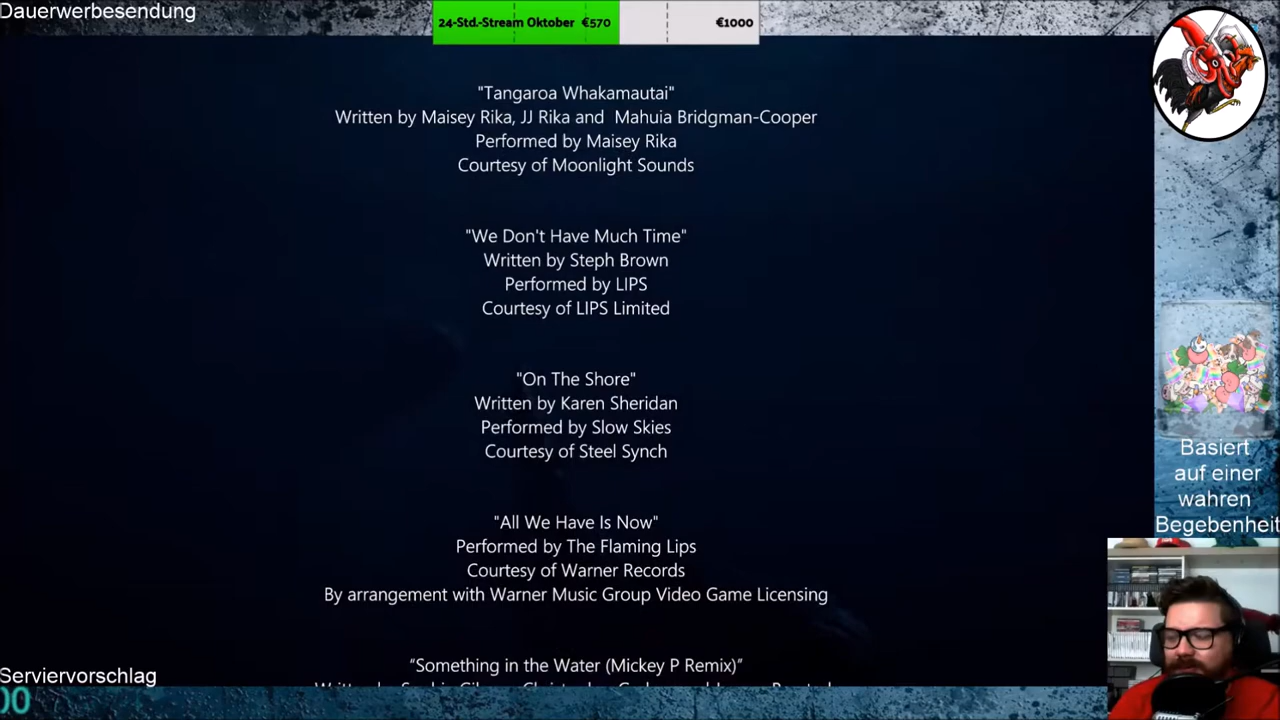 Dauerwerbesendung
24-Std.-Stream Oktober €570
€1000
"Tangaroa Whakamautai"
Written by Maisey Rika, JJ Rika and Mahuia Bridgman-Cooper
Performed by Maisey Rika
Courtesy of Moonlight Sounds
"We Don't Have Much Time"
Written by Steph Brown
Performed by LIPS
Courtesy of LIPS Limited
"On The Shore"
Written by Karen Sheridan
Performed by Slow Skies
Courtesy of Steel Synch
"All We Have Is Now"
Performed by The Flaming Lips
Courtesy of Warner Records
By arrangement with Warner Music Group Video Game Licensing
“Something in the Water (Mickey P Remix)”
Basiert
auf einer
wahren
Begebenheit
Serviervorschlag
00